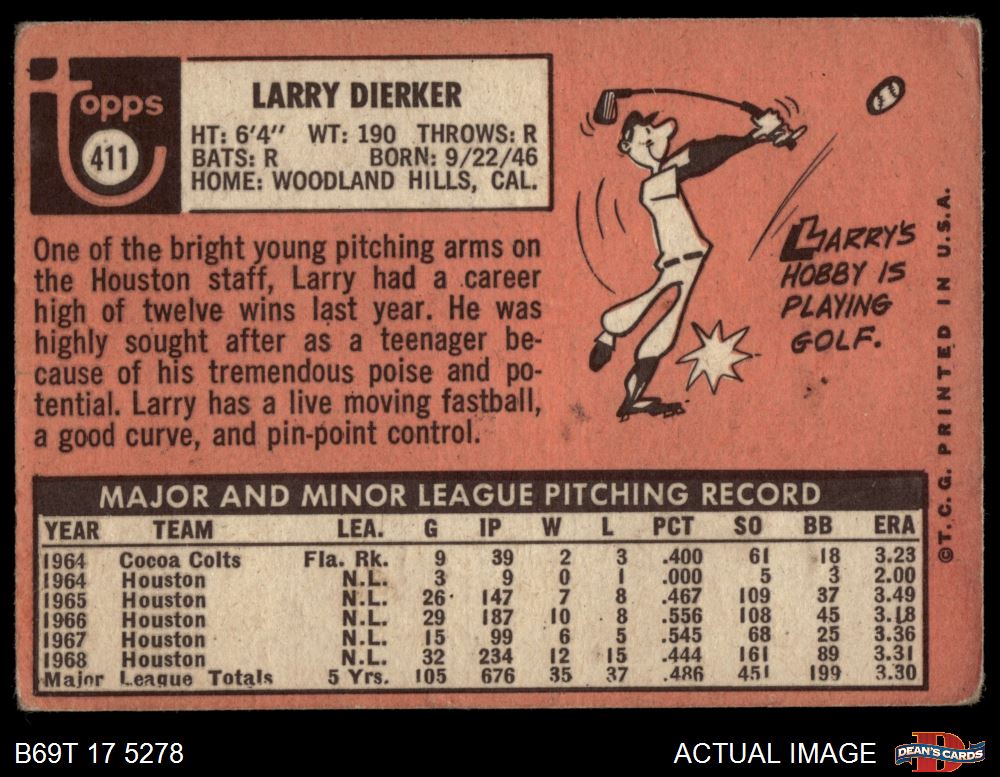 Topps
411
LARRY DIERKER
HT: 6'4" WT: 190 THROWS: R
BATS: R BORN: 9/22/46
HOME: WOODLAND HILLS, CAL.
One of the bright young pitching arms on
the Houston staff, Larry had a career
high of twelve wins last year. He was
highly sought after as a teenager be-
cause of his tremendous poise and po-
tential. Larry has a live moving fastball,
a good curve, and pin-point control.
LARRY'S
HOBBY IS
PLAYING
GOLF.
©T.C.G. PRINTED IN U.S.A.
MAJOR AND MINOR LEAGUE PITCHING RECORD
YEAR TEAM LEA. G IP W L PCT SO BB ERA
1964 Cocoa Colts Fla. Rk. 9 39 2 3 .400 61 18 3.23
1964 Houston N.L. 3 9 0 1 .000 5 3 2.00
1965 Houston N.L. 26 147 7 8 .467 109 37 3.49
1966 Houston N.L. 29 187 10 8 .556 108 45 3.18
1967 Houston N.L. 15 99 6 5 .545 68 25 3.36
1968 Houston N.L. 32 234 12 15 .444 161 89 3.31
Major League Totals 5 Yrs. 105 676 35 37 .486 451 199 3.30
B69T 17 5278
ACTUAL IMAGE
D
DEAN'S CARDS